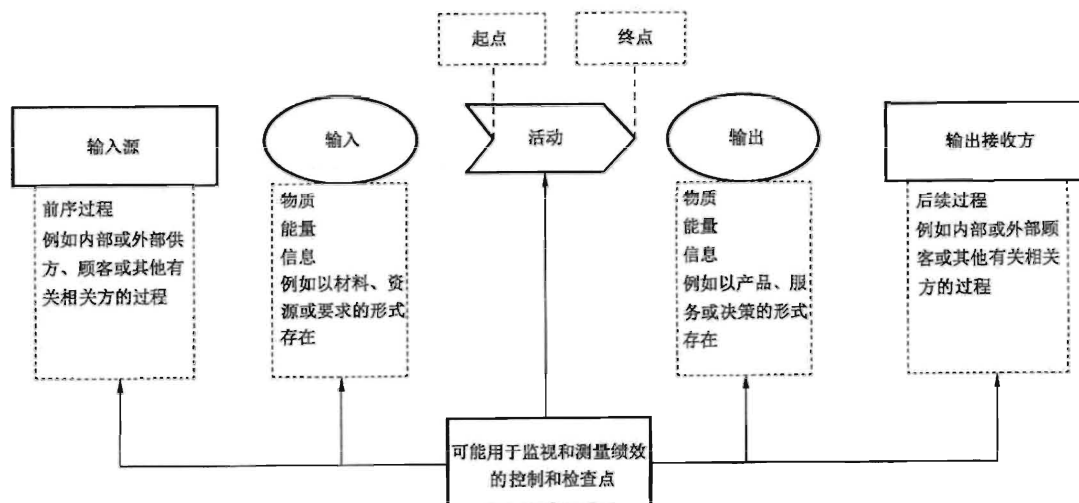 起点
终点
输入源
输入
活动
输出
输出接收方
前序过程
例如内部或外部供
方、顾客或其他有
关相关方的过程
物质
能量
信息
例如以材料、资
源或要求的形式
存在
物质
能量
信息
例如以产品、服
务或决策的形式
存在
后续过程
例如内部或外部顾
客或其他有关相关
方的过程
可能用于监视和测量绩效
的控制和检查点